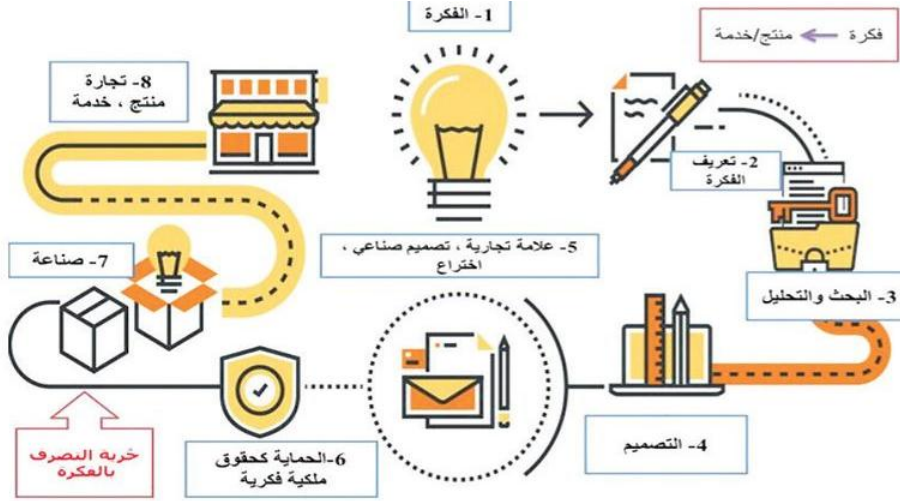 1- الفكرة
فكرة ← منتج/خدمة
2- تعريف
الفكرة
3- البحث والتحليل
4- التصميم
5- علامة تجارية ، تصميم صناعي ،
اختراع
6-الحماية كحقوق
ملكية فكرية
7- صناعة
8- تجارة
منتج ، خدمة
حرية التصرف
بالفكرة